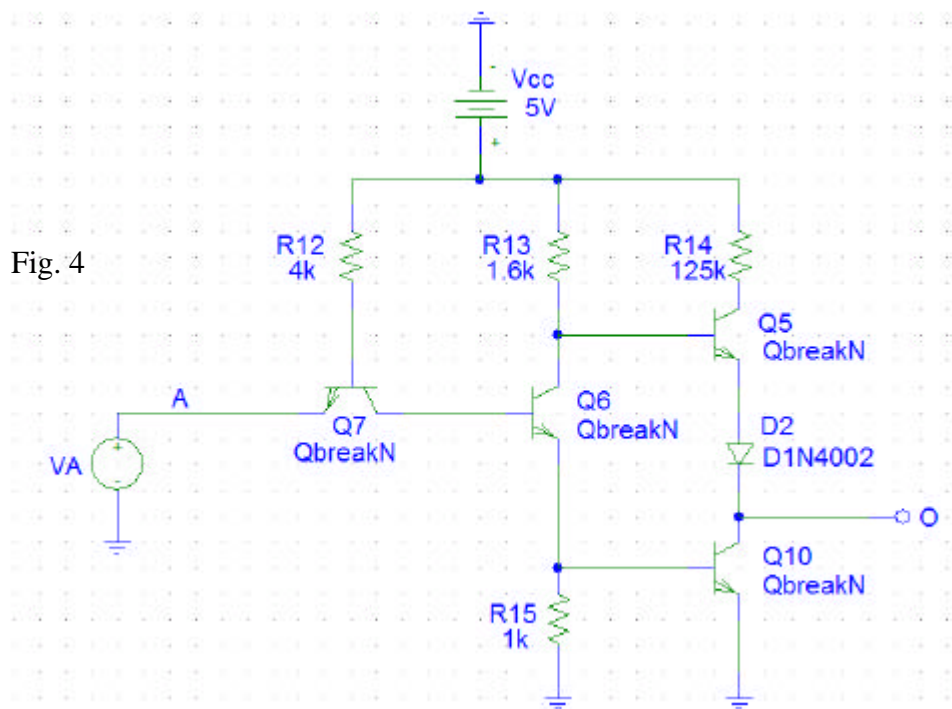 Vcc
5V
-
+
R12
4k
R13
1.6k
R14
125k
Fig. 4
Q5
QbreakN
A
Q7
QbreakN
Q6
QbreakN
VA
+
-
D2
D1N4002
O
Q10
QbreakN
R15
1k